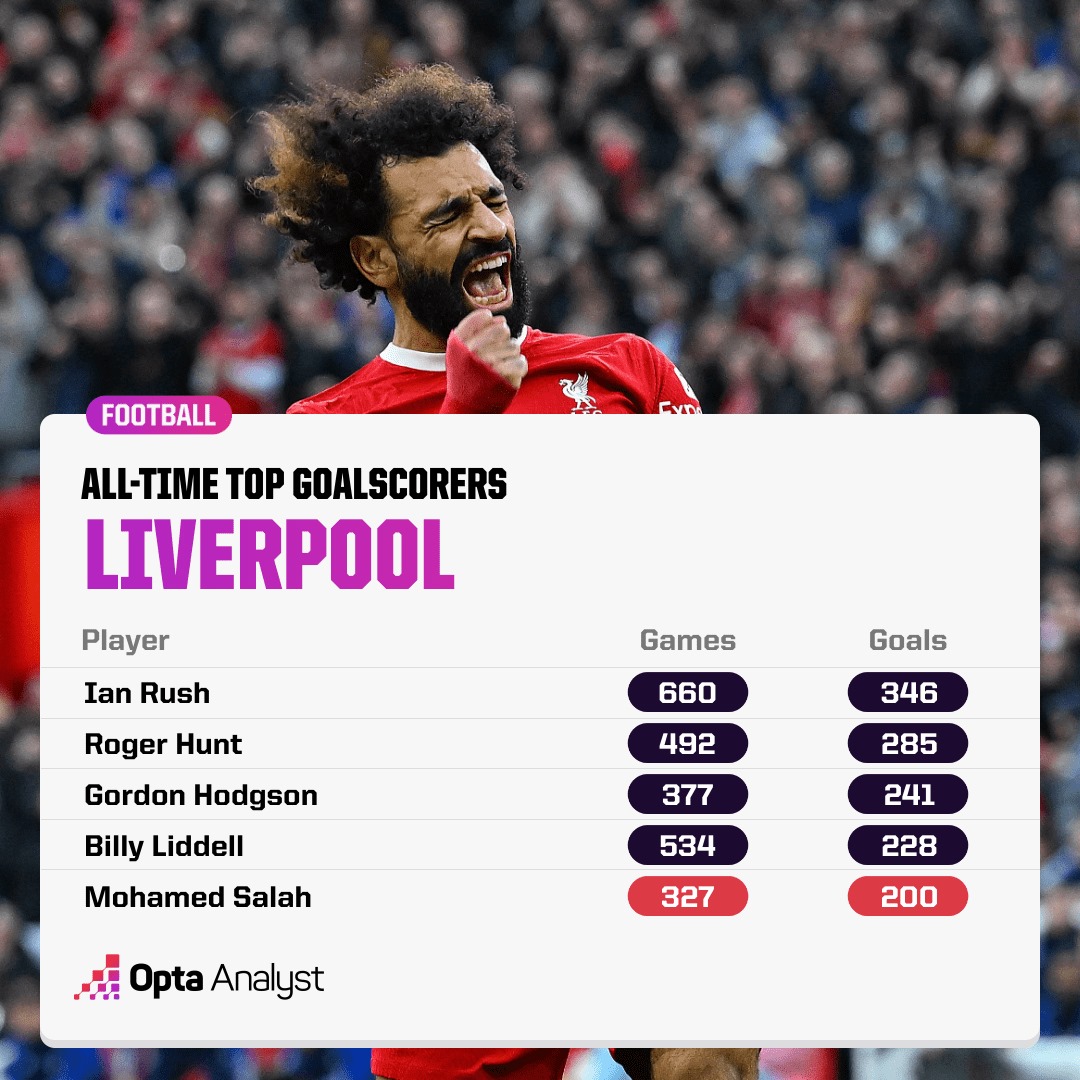 FOOTBALL
ALL-TIME TOP GOALSCORERS
LIVERPOOL
Player Games Goals
Ian Rush 660 346
Roger Hunt 492 285
Gordon Hodgson 377 241
Billy Liddell 534 228
Mohamed Salah 327 200
Opta Analyst